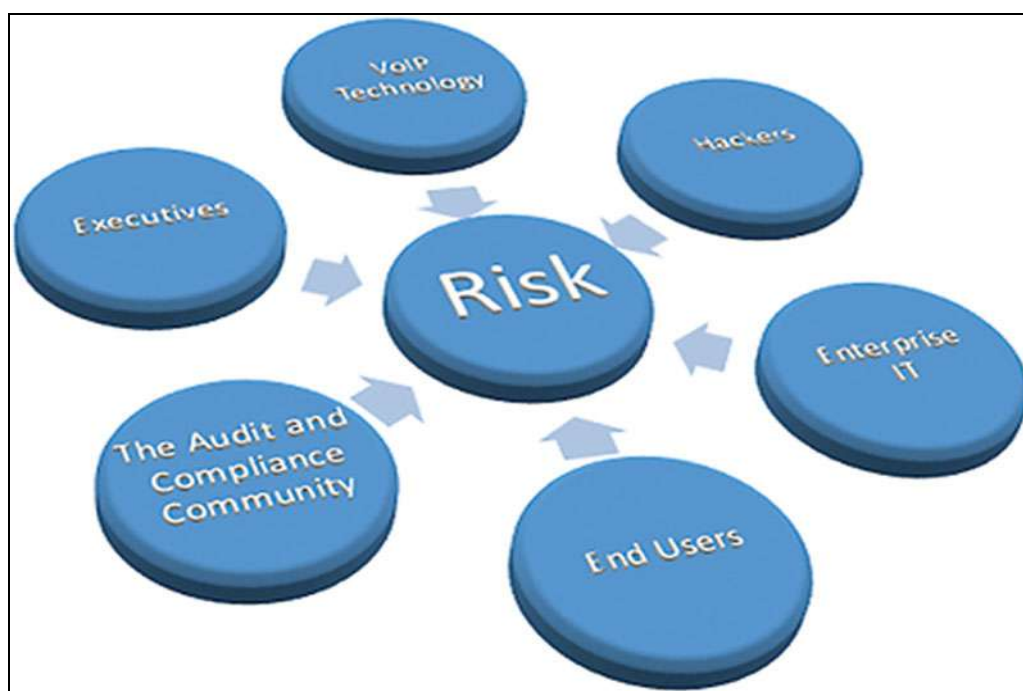 VoIP
Technology
Hackers
Executives
Risk
Enterprise
IT
The Audit and
Compliance
Community
End Users